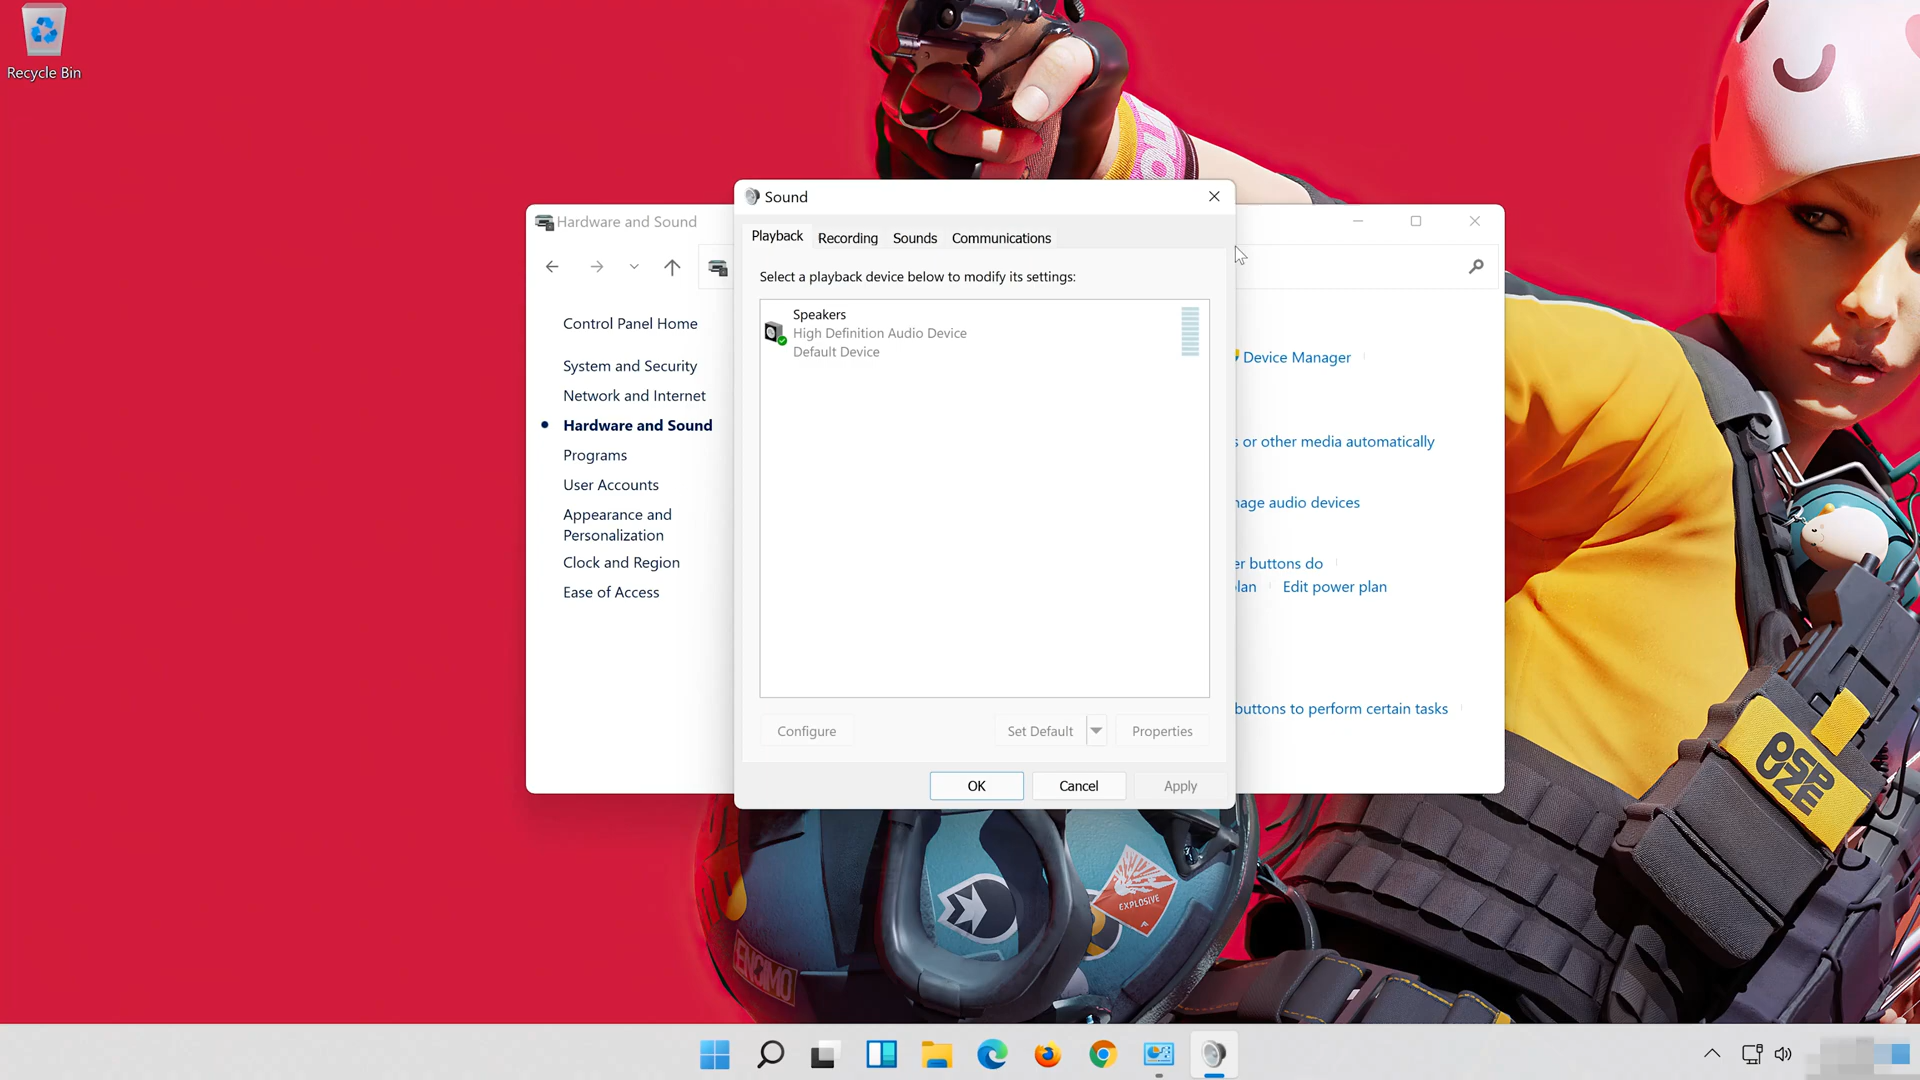 Recycle Bin
Sound
Hardware and Sound
Playback
Recording
Sounds
Communications
Select a playback device below to modify its settings:
Speakers
High Definition Audio Device
Default Device
Control Panel Home
System and Security
Network and Internet
Hardware and Sound
Programs
User Accounts
Appearance and
Personalization
Clock and Region
Ease of Access
Device Manager
s or other media automatically
nage audio devices
er buttons do
lan
Edit power plan
buttons to perform certain tasks
Configure
Set Default
Properties
OK
Cancel
Apply
EXPLOSIVE
ENCIMO